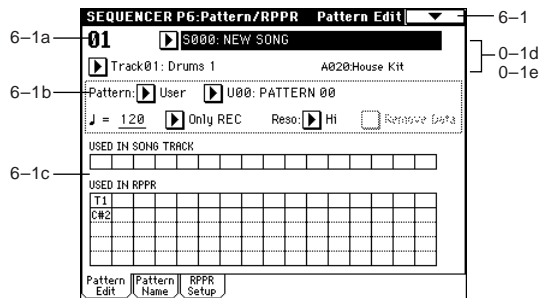 SEQUENCER P6:Pattern/RPPR Pattern Edit
6–1
6–1a
01 S000: NEW SONG
0–1d
Track01: Drums 1 A020:House Kit
0–1e
6–1b
Pattern: User U00: PATTERN 00
♩ = 120 Only REC Reso: Hi Remove Data
USED IN SONG TRACK
6–1c
USED IN RPPR
T1
C#2
Pattern Edit Pattern Name RPPR Setup